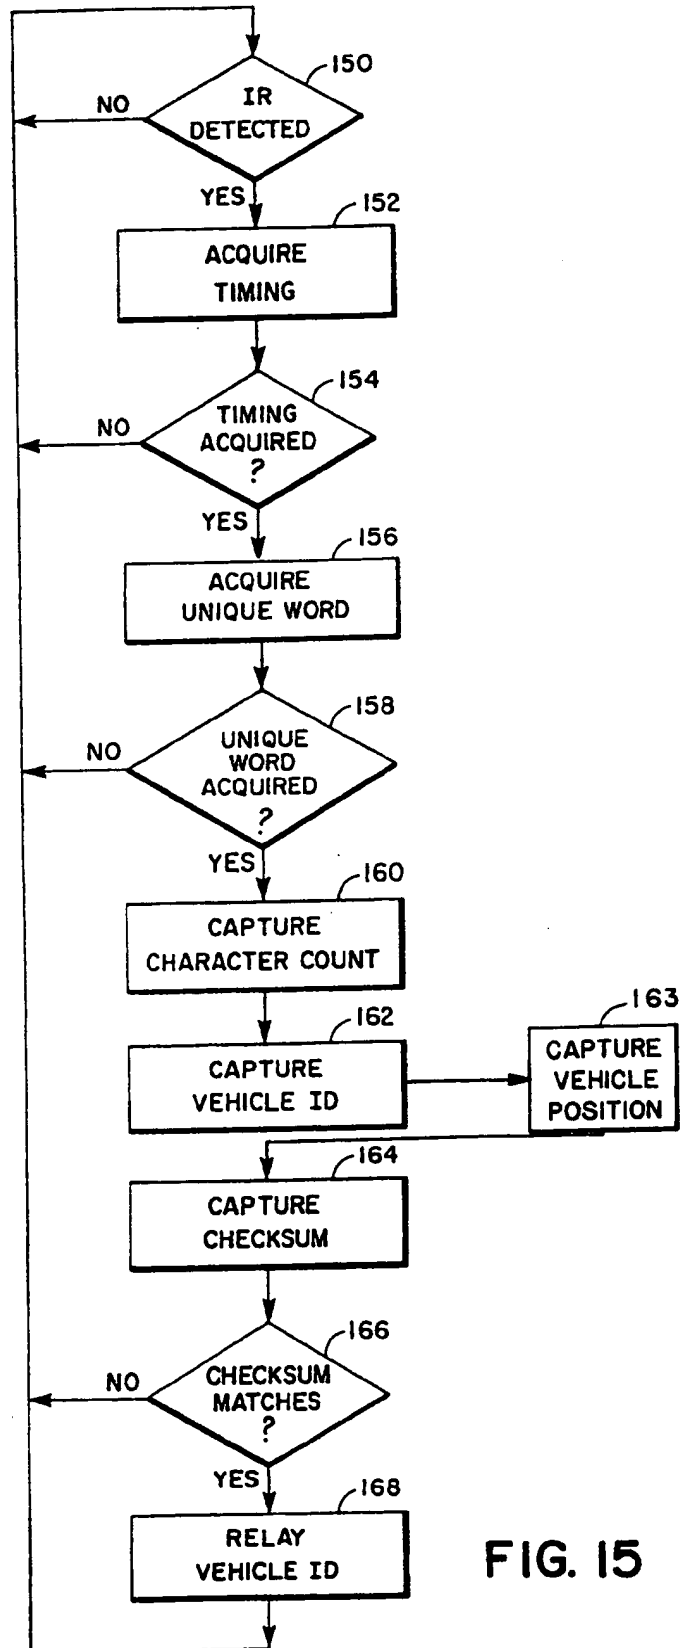 150
IR
DETECTED
NO
YES
152
ACQUIRE
TIMING
154
TIMING
ACQUIRED
?
NO
YES
156
ACQUIRE
UNIQUE WORD
158
UNIQUE
WORD
ACQUIRED
?
NO
YES
160
CAPTURE
CHARACTER COUNT
162
CAPTURE
VEHICLE ID
163
CAPTURE
VEHICLE
POSITION
164
CAPTURE
CHECKSUM
166
CHECKSUM
MATCHES
?
NO
YES
168
RELAY
VEHICLE ID
FIG. 15